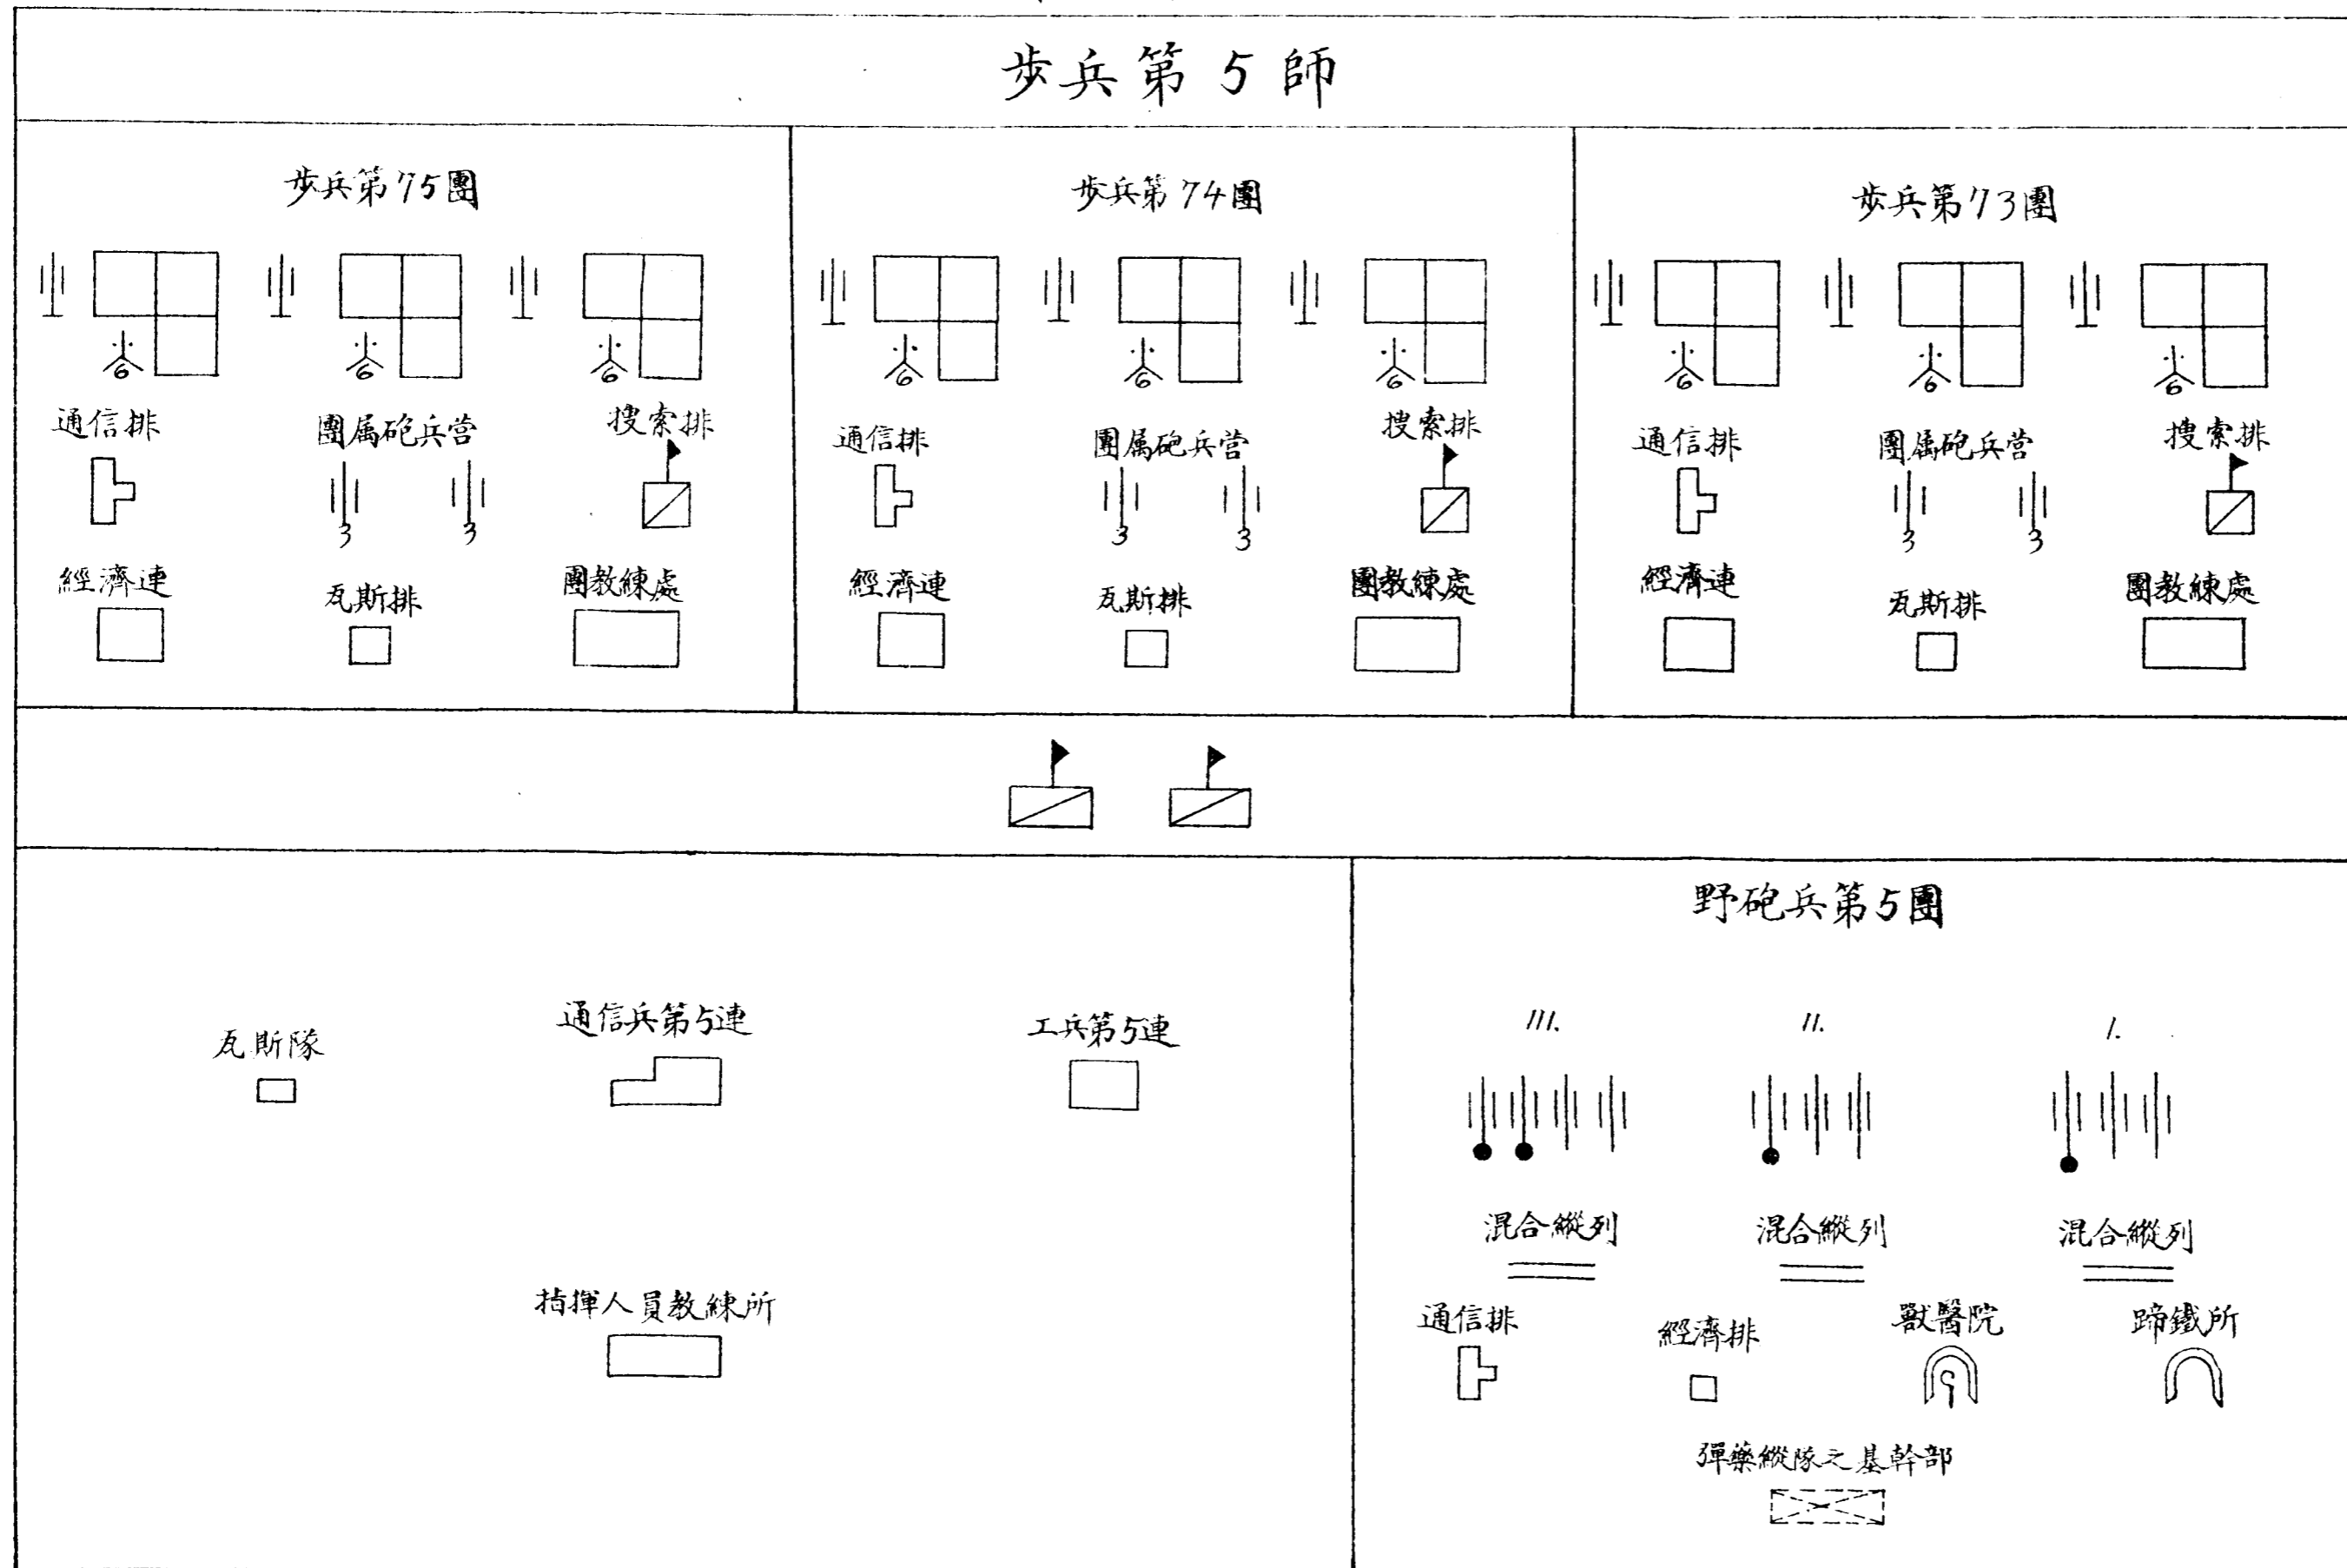 步兵第5師
步兵第75團
6 6 6
通信排 團属砲兵营 搜索排
3 3
經濟連 瓦斯排 團教練處
步兵第74團
6 6 6
通信排 團属砲兵营 搜索排
3 3
經濟連 瓦斯排 團教練處
步兵第73團
6 6 6
通信排 團属砲兵营 搜索排
3 3
經濟連 瓦斯排 團教練處
瓦斯隊 通信兵第5連 工兵第5連
指揮人員教練所
野砲兵第5團
III. II. I.
混合縱列 混合縱列 混合縱列
通信排 經濟排 獸醫院 蹄鐵所
彈藥縱隊之基幹部